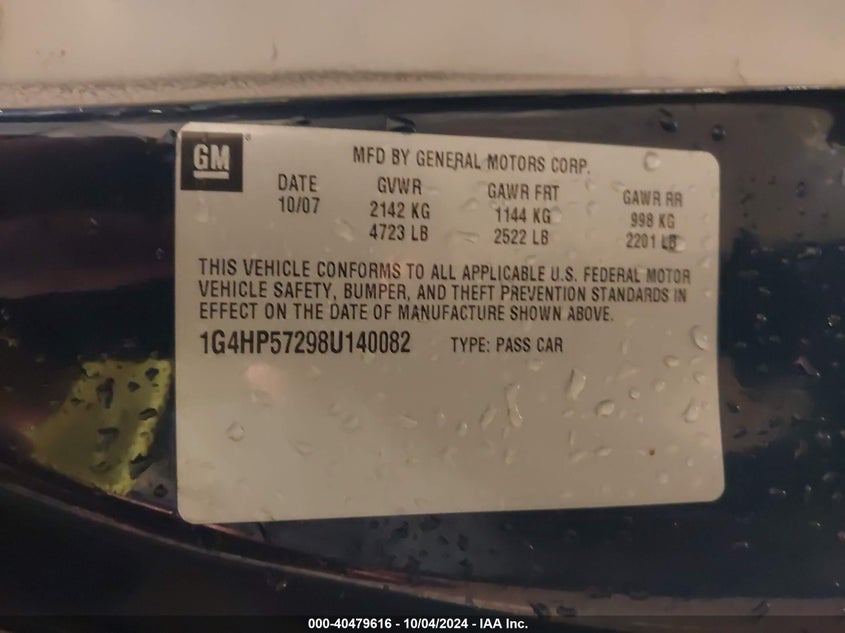 GM
MFD BY GENERAL MOTORS CORP.
DATE GVWR GAWR FRT GAWR RR
10/07 2142 KG 1144 KG 998 KG
4723 LB 2522 LB 2201 LB
THIS VEHICLE CONFORMS TO ALL APPLICABLE U.S. FEDERAL MOTOR
VEHICLE SAFETY, BUMPER, AND THEFT PREVENTION STANDARDS IN
EFFECT ON THE DATE OF MANUFACTURE SHOWN ABOVE.
1G4HP57298U140082 TYPE: PASS CAR
000-40479616 - 10/04/2024 - IAA Inc.